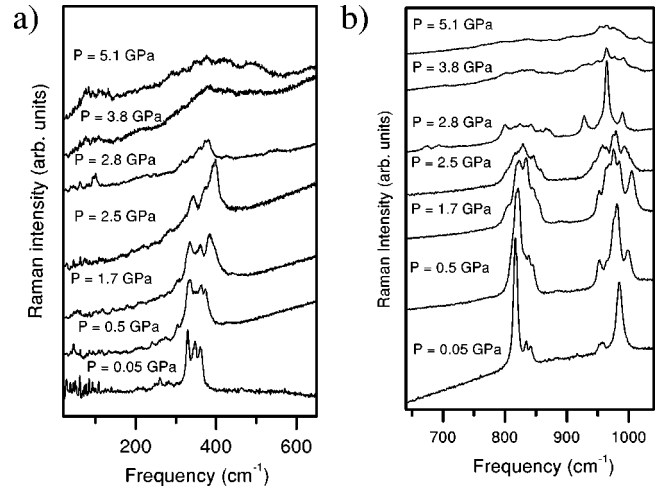 a)
P = 5.1 GPa
P = 3.8 GPa
P = 2.8 GPa
P = 2.5 GPa
P = 1.7 GPa
P = 0.5 GPa
P = 0.05 GPa
Raman intensity (arb. units)
200 400 600
Frequency (cm-1)
b)
P = 5.1 GPa
P = 3.8 GPa
P = 2.8 GPa
P = 2.5 GPa
P = 1.7 GPa
P = 0.5 GPa
P = 0.05 GPa
Raman Intensity (arb. units)
700 800 900 1000
Frequency (cm-1)